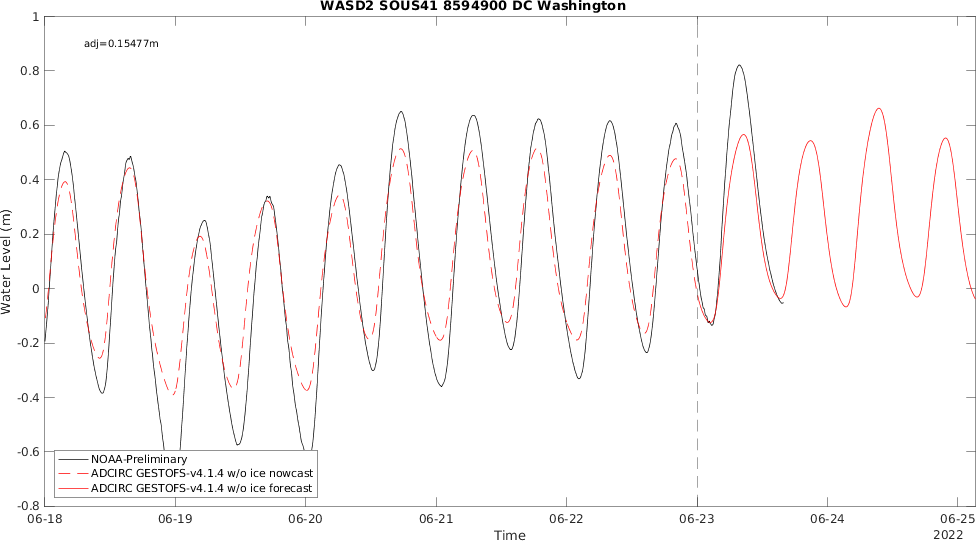 WASD2 SOUS41 8594900 DC Washington
adj=0.15477m
Water Level (m)
1
0.8
0.6
0.4
0.2
0
-0.2
-0.4
-0.6
-0.8
NOAA-Preliminary
ADCIRC GESTOFS-v4.1.4 w/o ice nowcast
ADCIRC GESTOFS-v4.1.4 w/o ice forecast
06-18 06-19 06-20 06-21 06-22 06-23 06-24 06-25
Time
2022